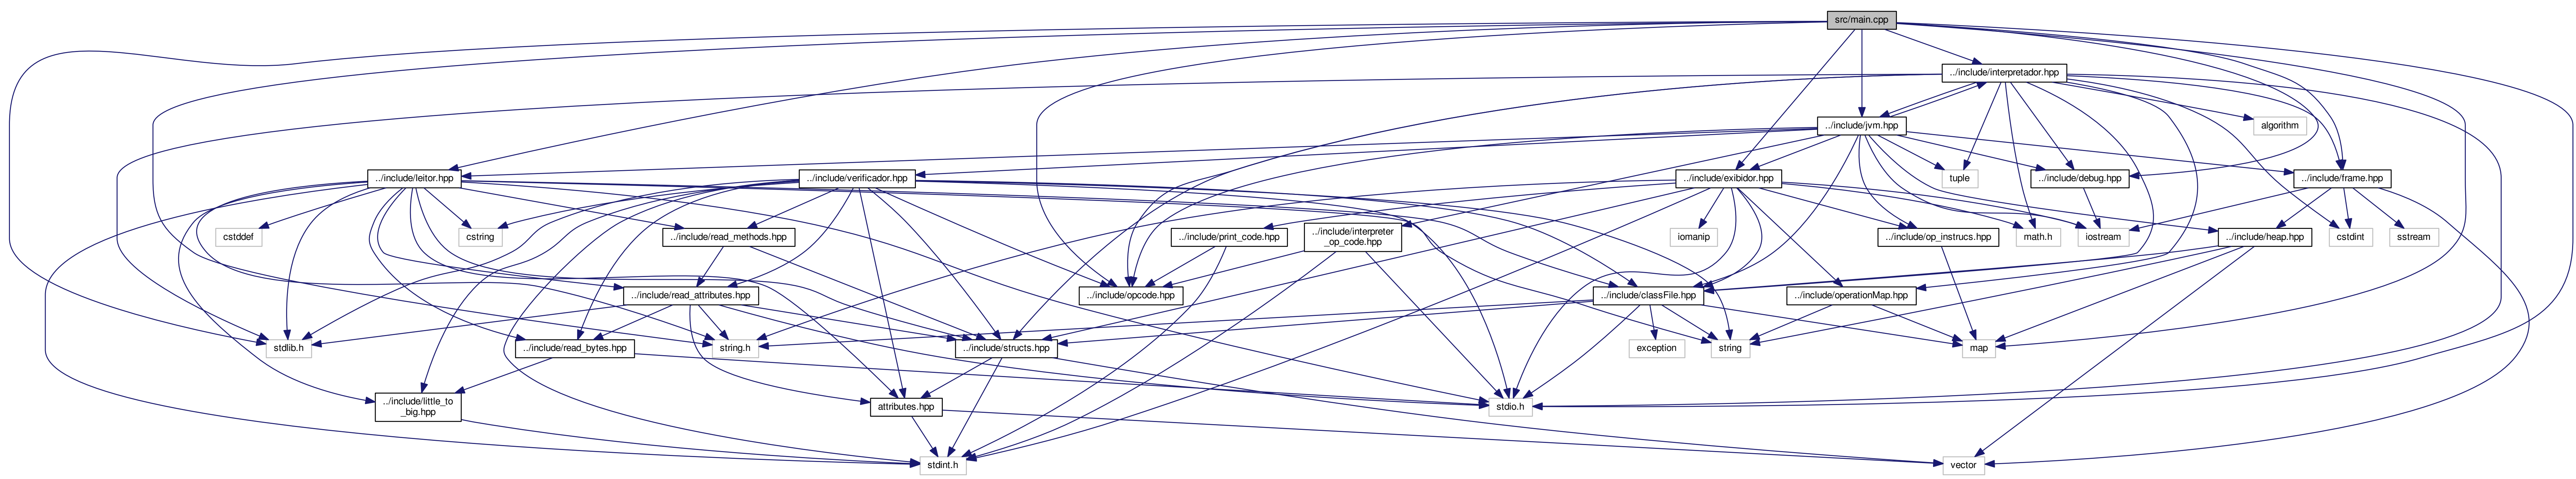 src/main.cpp
../include/interpretador.hpp
../include/jvm.hpp
algorithm
../include/leitor.hpp
../include/verificador.hpp
../include/exibidor.hpp
tuple
../include/debug.hpp
../include/frame.hpp
cstddef
cstring
../include/read_methods.hpp
../include/print_code.hpp
../include/interpreter
_op_code.hpp
iomanip
../include/op_instrucs.hpp
math.h
iostream
../include/heap.hpp
cstdint
sstream
../include/read_attributes.hpp
../include/opcode.hpp
../include/classFile.hpp
../include/operationMap.hpp
stdlib.h
../include/read_bytes.hpp
string.h
../include/structs.hpp
exception
string
map
../include/little_to
_big.hpp
attributes.hpp
stdio.h
stdint.h
vector